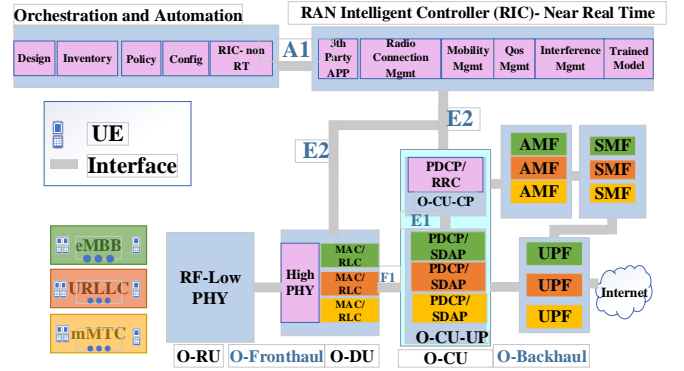 Orchestration and Automation
RAN Intelligent Controller (RIC)- Near Real Time
Design
Inventory
Policy
Config
RIC- non
RT
A1
3th
Party
APP
Radio
Connection
Mgmt
Mobility
Mgmt
Qos
Mgmt
Interference
Mgmt
Trained
Model
UE
Interface
E2
E2
PDCP/
RRC
O-CU-CP
E1
AMF
AMF
AMF
SMF
SMF
SMF
eMBB
URLLC
mMTC
RF-Low
PHY
High
PHY
MAC/
RLC
MAC/
RLC
MAC/
RLC
F1
PDCP/
SDAP
PDCP/
SDAP
PDCP/
SDAP
O-CU-UP
UPF
UPF
UPF
Internet
O-RU
O-Fronthaul
O-DU
O-CU
O-Backhaul